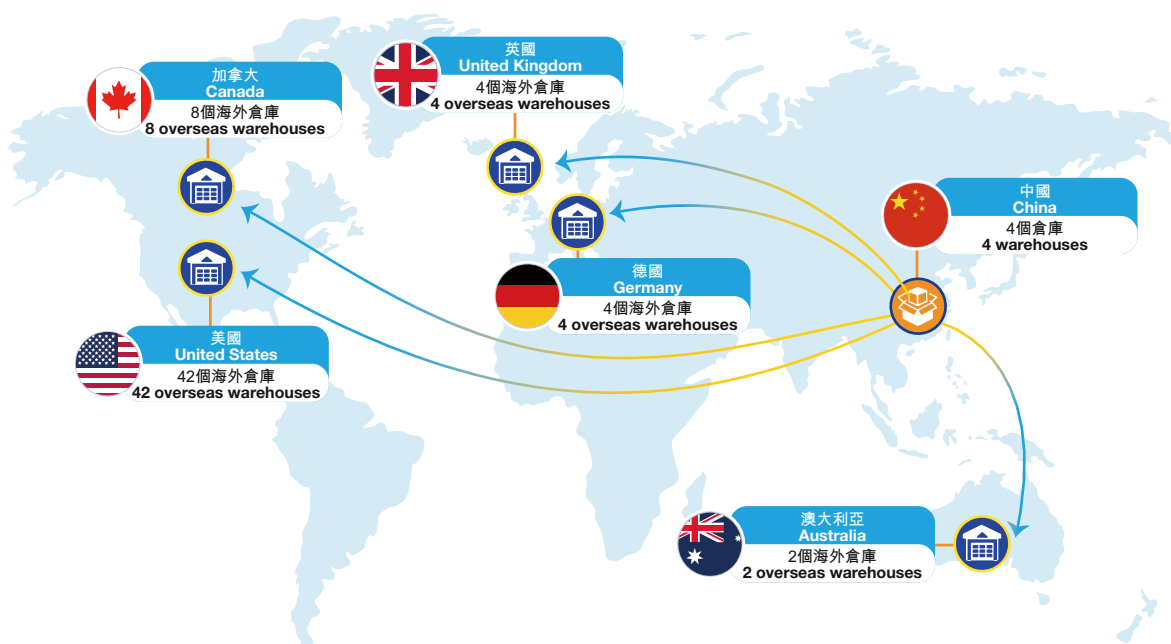 英國
United Kingdom
4個海外倉庫
4 overseas warehouses
加拿大
Canada
8個海外倉庫
8 overseas warehouses
中國
China
4個倉庫
4 warehouses
德國
Germany
4個海外倉庫
4 overseas warehouses
美國
United States
42個海外倉庫
42 overseas warehouses
澳大利亞
Australia
2個海外倉庫
2 overseas warehouses